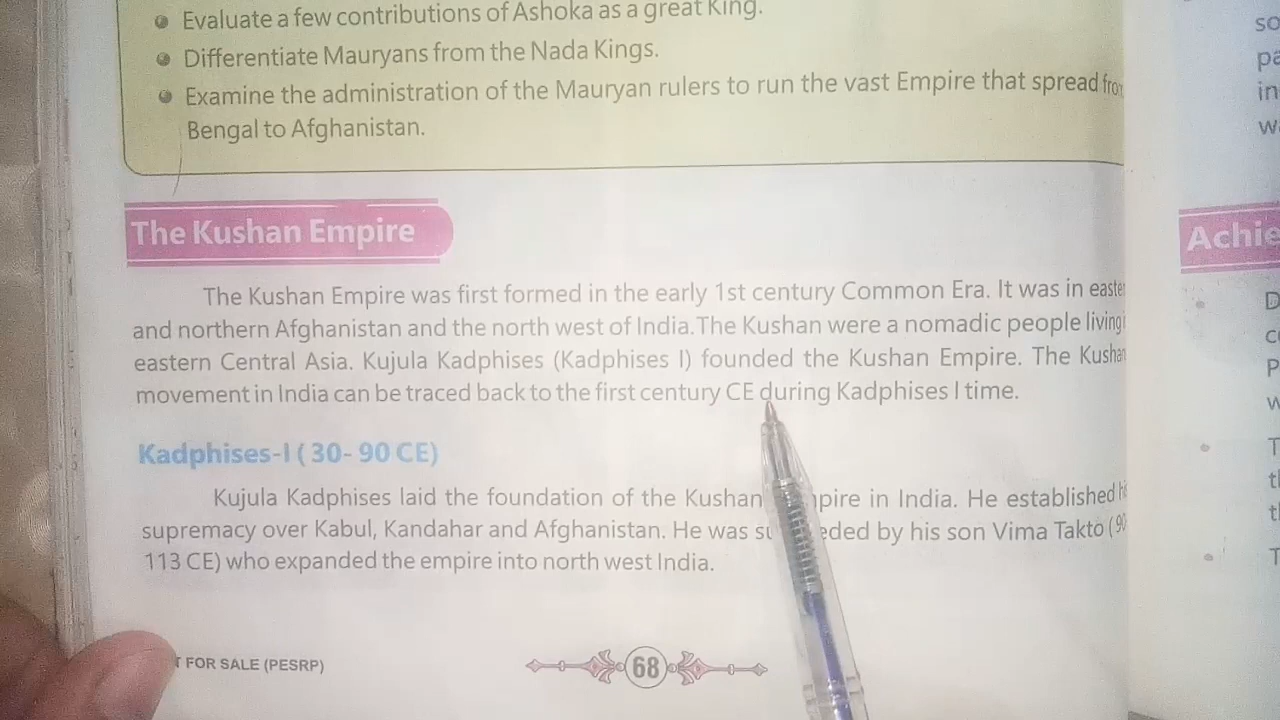 Evaluate a few contributions of Ashoka as a great King.
Differentiate Mauryans from the Nada Kings.
Examine the administration of the Mauryan rulers to run the vast Empire that spread from
Bengal to Afghanistan.
The Kushan Empire
The Kushan Empire was first formed in the early 1st century Common Era. It was in
and northern Afghanistan and the north west of India. The Kushan were a nomadic people living
eastern Central Asia. Kujula Kadphises (Kadphises I) founded the Kushan Empire. The Kushan
movement in India can be traced back to the first century CE during Kadphises I time.
Kadphises-I ( 30- 90 CE)
Kujula Kadphises laid the foundation of the Kushan in India. He established
supremacy over Kabul, Kandahar and Afghanistan. He was by his son Vima Takto (90
113 CE) who expanded the empire into north west India.
FOR SALE (PESRP)
68
so
in
Achie